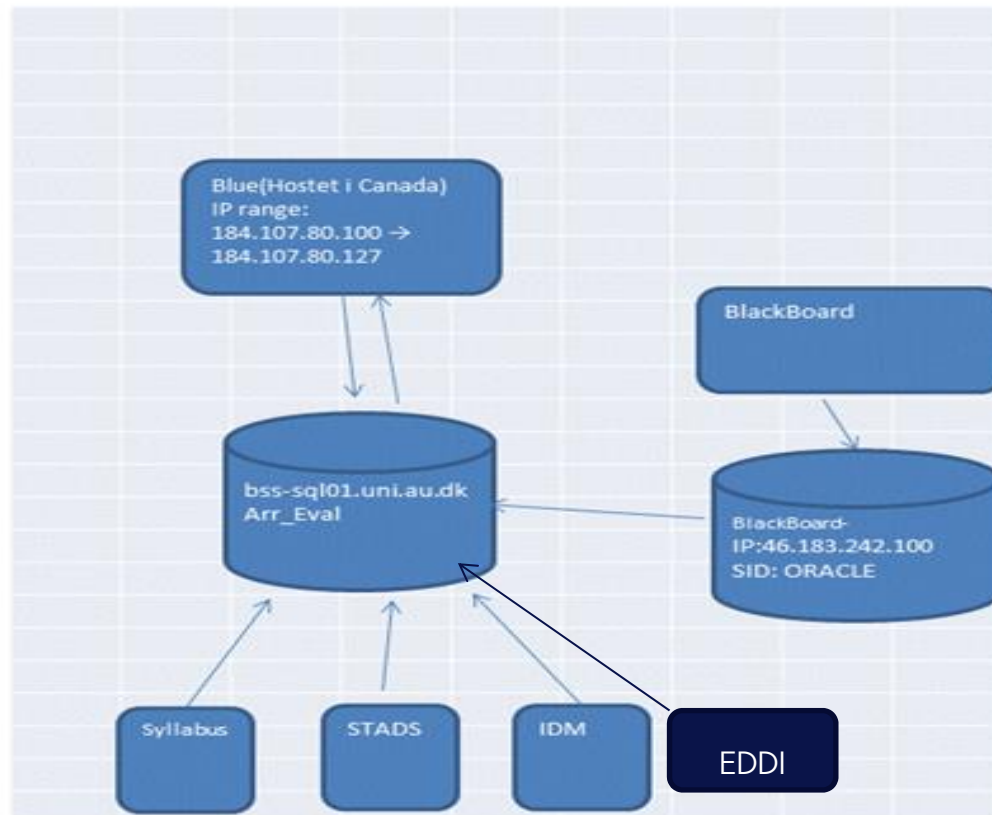 Blue(Hostet i Canada)
IP range:
184.107.80.100 →
184.107.80.127
BlackBoard
bss-sql01.uni.au.dk
Arr_Eval
BlackBoard-
IP:46.183.242.100
SID: ORACLE
Syllabus
STADS
IDM
EDDI